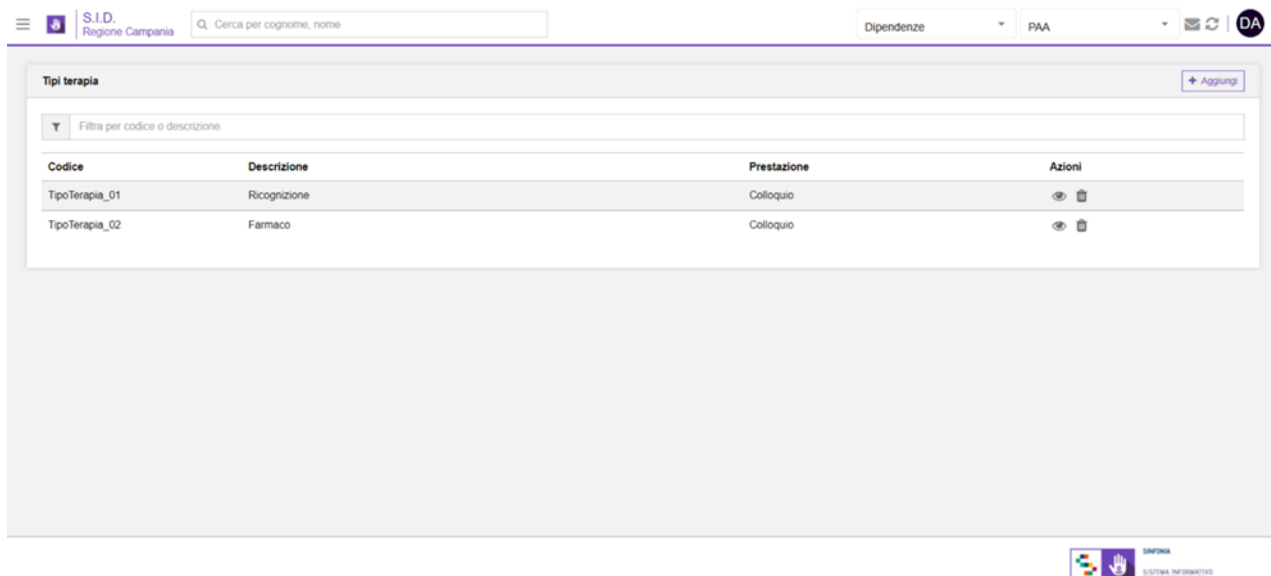 S.I.D.
Regione Campania
Cerca per cognome, nome
Dipendenze
PAA
DA
Tipi terapia
+ Aggiungi
Filtra per codice o descrizione
Codice Descrizione Prestazione Azioni
TipoTerapia_01 Ricognizione Colloquio
TipoTerapia_02 Farmaco Colloquio
SINFONIA
SISTEMA INFORMATIVO